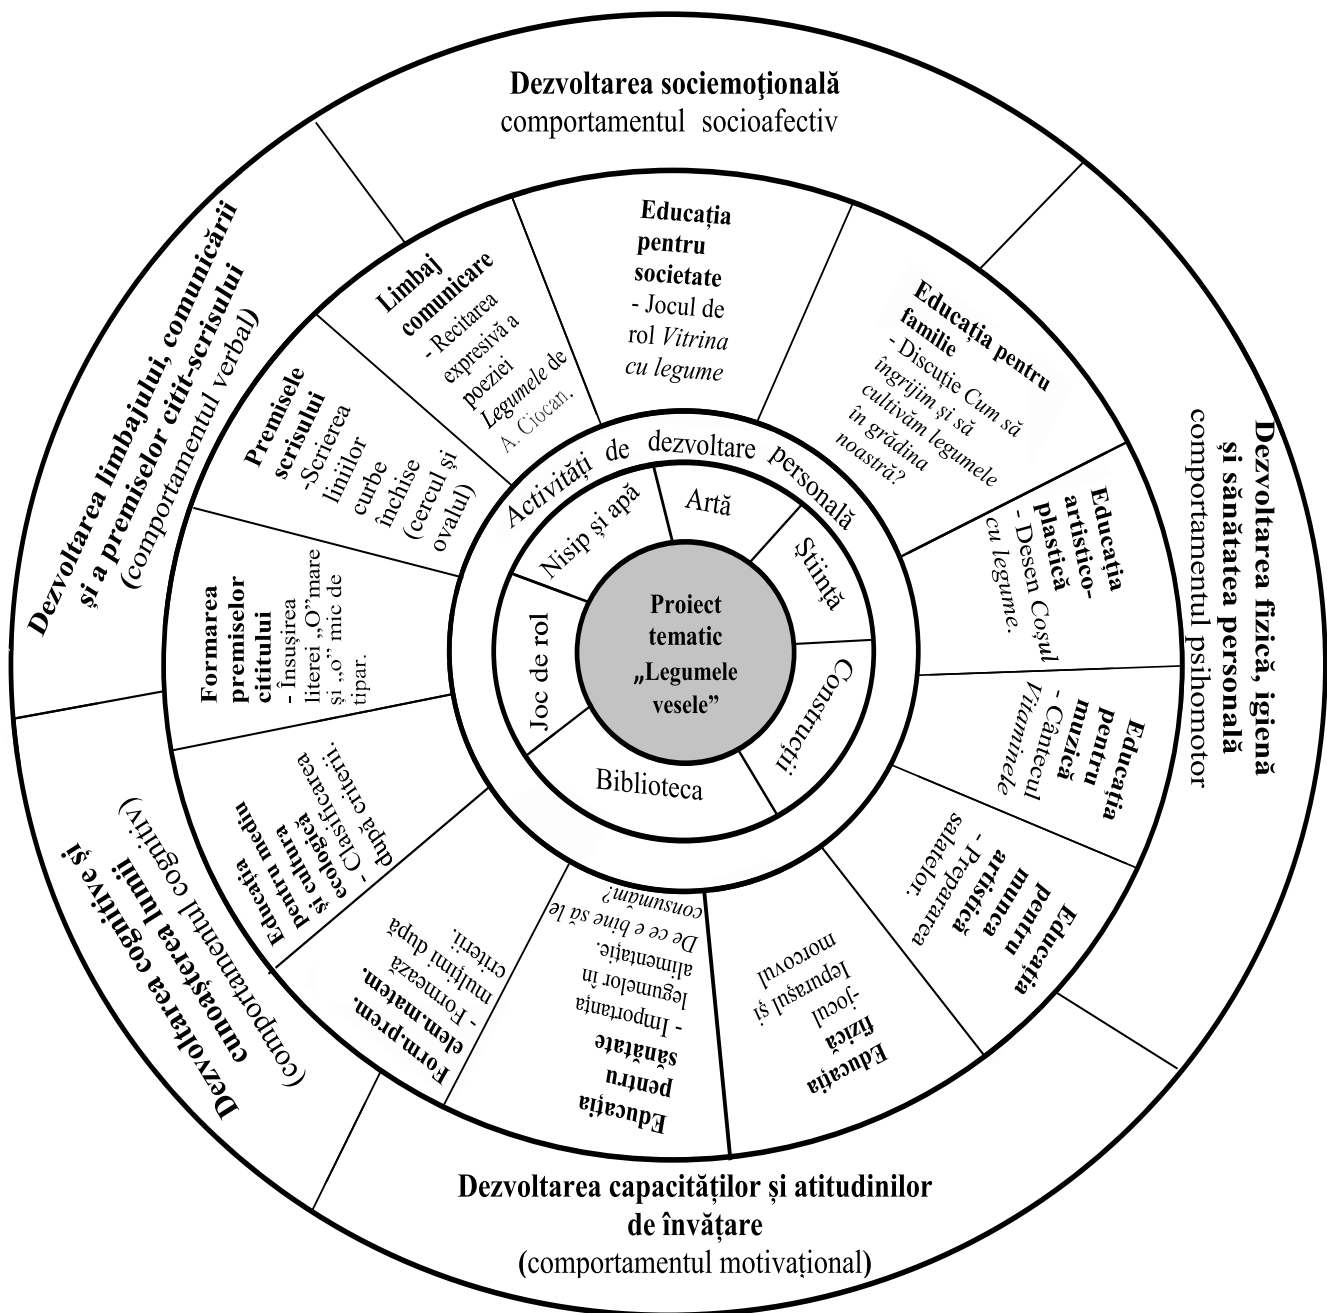 Dezvoltarea sociemoţională
comportamentul socioafectiv
Dezvoltarea fizică, igienă
și sănătatea personală
comportamentul psihomotor
Dezvoltarea capacităților și atitudinilor
de învățare
(comportamentul motivațional)
Dezvoltarea cognitive și
cunoașterea lumii
(comportamentul cognitiv)
Dezvoltarea limbajului, comunicării
și a premiselor citit-scrisului
(comportamentul verbal)
Educația
pentru
societate
- Jocul de
rol Vitrina
cu legume
Educația pentru
familie
- Discuție Cum să
îngrijim și să
cultivăm legumele
în grădina
noastră?
Educația
artistico-
plastică
- Desen Coșul
cu legume.
Educația
pentru
muzică
- Cântecul
Vitaminele
Educația
pentru
munca
artistică
- Prepararea
salatelor.
Educația
fizică
-jocul
Iepurașul și
morcovul
Educația
pentru
sănătate
- Importanța
legumelor în
alimentație.
De ce e bine să le
consumăm?
Form.prem.
elem.matem.
- Formează
mulțimi după
criterii.
Educația
pentru mediu
și cultura
ecologică
- Clasificarea
după criterii.
Formarea
premiselor
cititului
- Însușirea
literei „O”mare
și „o” mic de
tipar.
Premisele
scrisului
-Scrierea
liniilor
curbe
închise
(cercul și
ovalul)
Limbaj
comunicare
- Recitarea
expresivă a
poeziei
Legumele de
A. Ciocan.
Activități de dezvoltare personală
Nisip și apă
Artă
Știință
Construcții
Biblioteca
Joc de rol
Proiect
tematic
„Legumele
vesele”